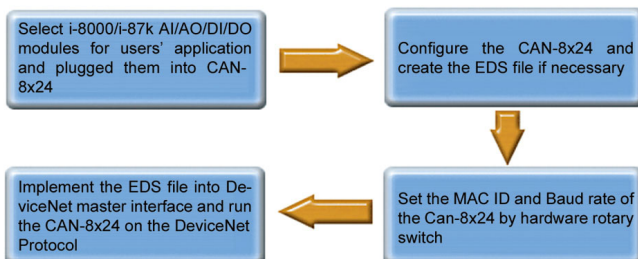 Select i-8000/i-87k AI/AO/DI/DO
modules for users' application
and plugged them into CAN-
8x24
Configure the CAN-8x24 and
create the EDS file if necessary
Set the MAC ID and Baud rate of
the Can-8x24 by hardware rotary
switch
Implement the EDS file into De-
viceNet master interface and run
the CAN-8x24 on the DeviceNet
Protocol